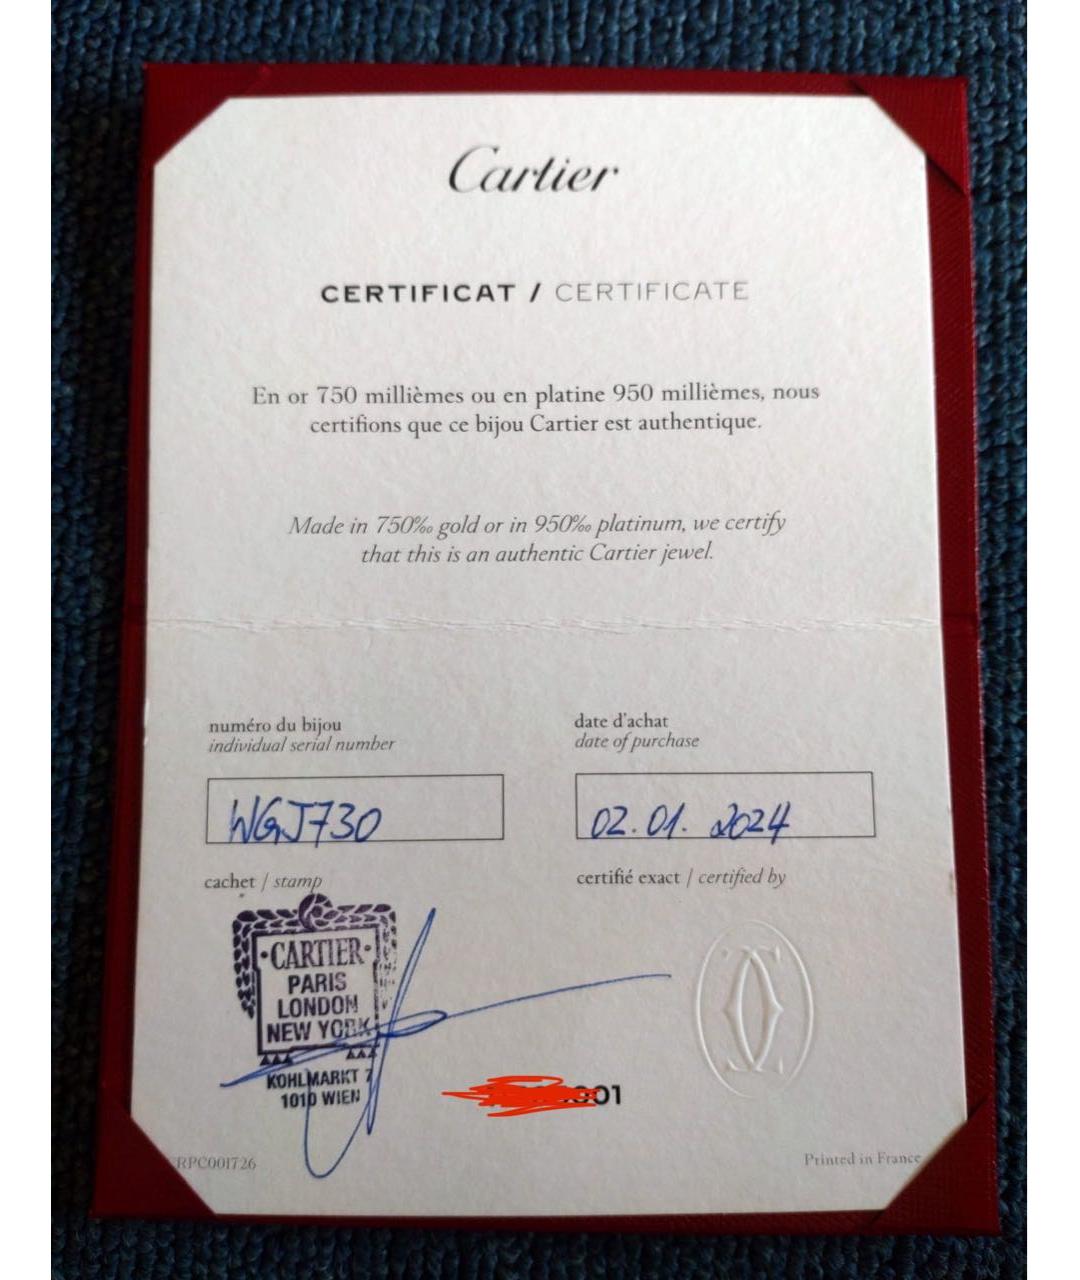 Cartier
CERTIFICAT / CERTIFICATE
En or 750 millièmes ou en platine 950 millièmes, nous
certifions que ce bijou Cartier est authentique.
Made in 750‰ gold or in 950‰ platinum, we certify
that this is an authentic Cartier jewel.
numéro du bijou
individual serial number
WGJ730
date d'achat
date of purchase
02.01.2024
cachet / stamp
CARTIER
PARIS
LONDON
NEW YORK
KOHLMARKT 7
1010 WIEN
certifié exact / certified by
001
RPC001726
Printed in France